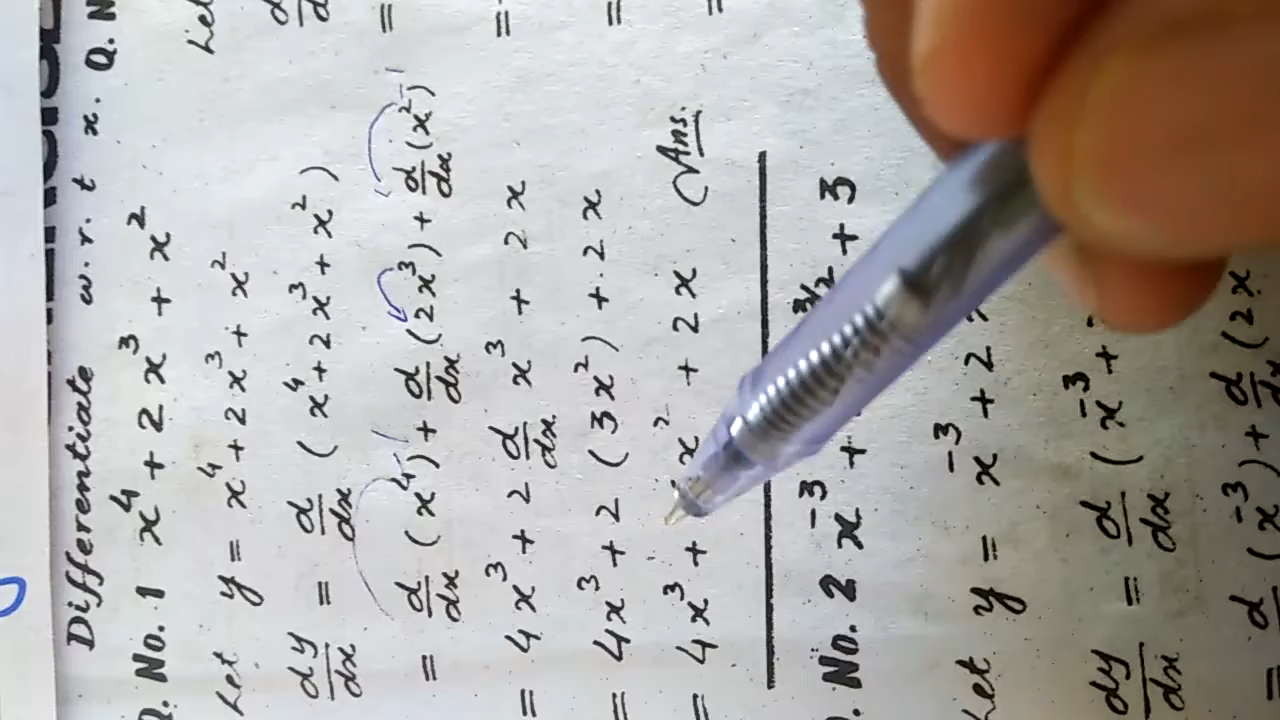 Differentiate w.r.t x.
Q. No. 1 x⁴ + 2x³ + x²
Let y = x⁴ + 2x³ + x²
dy/dx = d/dx (x⁴ + 2x³ + x²)
= d/dx (x⁴) + d/dx (2x³) + d/dx (x²)
= 4x³ + 2 d/dx x³ + 2x
= 4x³ + 2 (3x²) + 2x
= 4x³ + x² + 2x (Ans.
Q. No. 2 x⁻³ + 3/2 + 3
Let y = x⁻³ + 2
dy/dx = d/dx (x⁻³ +
= d/dx (x⁻³) + d/dx (2x
Q. N
Let
d
=
=
=
=